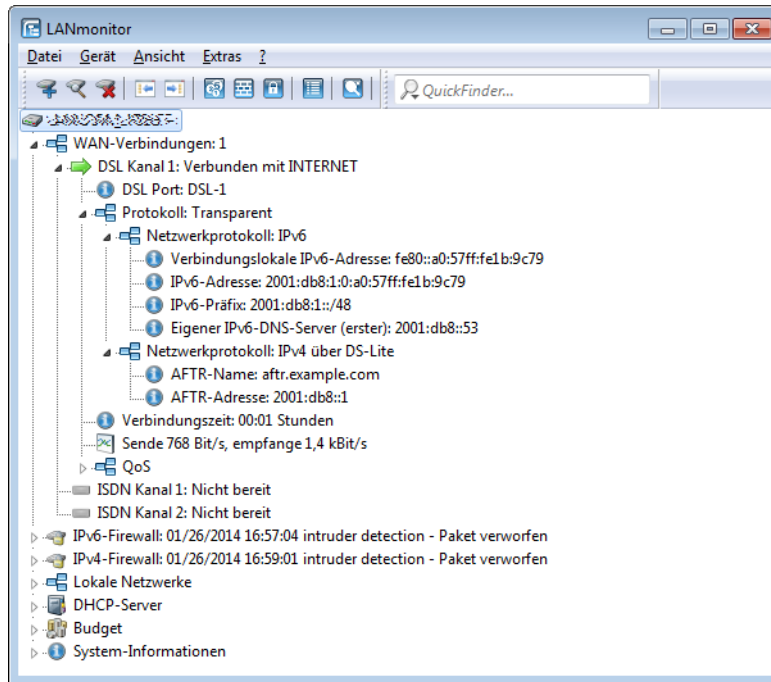 LANmonitor
Datei Gerät Ansicht Extras ?
QuickFinder...
WAN-Verbindungen: 1
DSL Kanal 1: Verbunden mit INTERNET
DSL Port: DSL-1
Protokoll: Transparent
Netzwerkprotokoll: IPv6
Verbindungslokale IPv6-Adresse: fe80::a0:57ff:fe1b:9c79
IPv6-Adresse: 2001:db8:1:0:a0:57ff:fe1b:9c79
IPv6-Präfix: 2001:db8:1::/48
Eigener IPv6-DNS-Server (erster): 2001:db8::53
Netzwerkprotokoll: IPv4 über DS-Lite
AFTR-Name: aftr.example.com
AFTR-Adresse: 2001:db8::1
Verbindungszeit: 00:01 Stunden
Sende 768 Bit/s, empfange 1,4 kBit/s
QoS
ISDN Kanal 1: Nicht bereit
ISDN Kanal 2: Nicht bereit
IPv6-Firewall: 01/26/2014 16:57:04 intruder detection - Paket verworfen
IPv4-Firewall: 01/26/2014 16:59:01 intruder detection - Paket verworfen
Lokale Netzwerke
DHCP-Server
Budget
System-Informationen